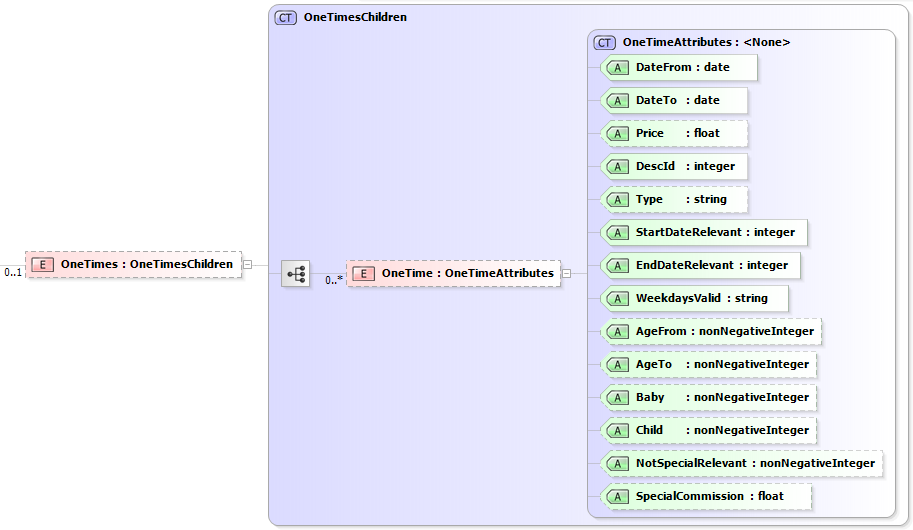 CT OneTimesChildren
CT OneTimeAttributes : <None>
A DateFrom : date
A DateTo : date
A Price : float
A DescId : integer
A Type : string
A StartDateRelevant : integer
E OneTimes : OneTimesChildren
0..1
E OneTime : OneTimeAttributes
0..*
A EndDateRelevant : integer
A WeekdaysValid : string
A AgeFrom : nonNegativeInteger
A AgeTo : nonNegativeInteger
A Baby : nonNegativeInteger
A Child : nonNegativeInteger
A NotSpecialRelevant : nonNegativeInteger
A SpecialCommission : float